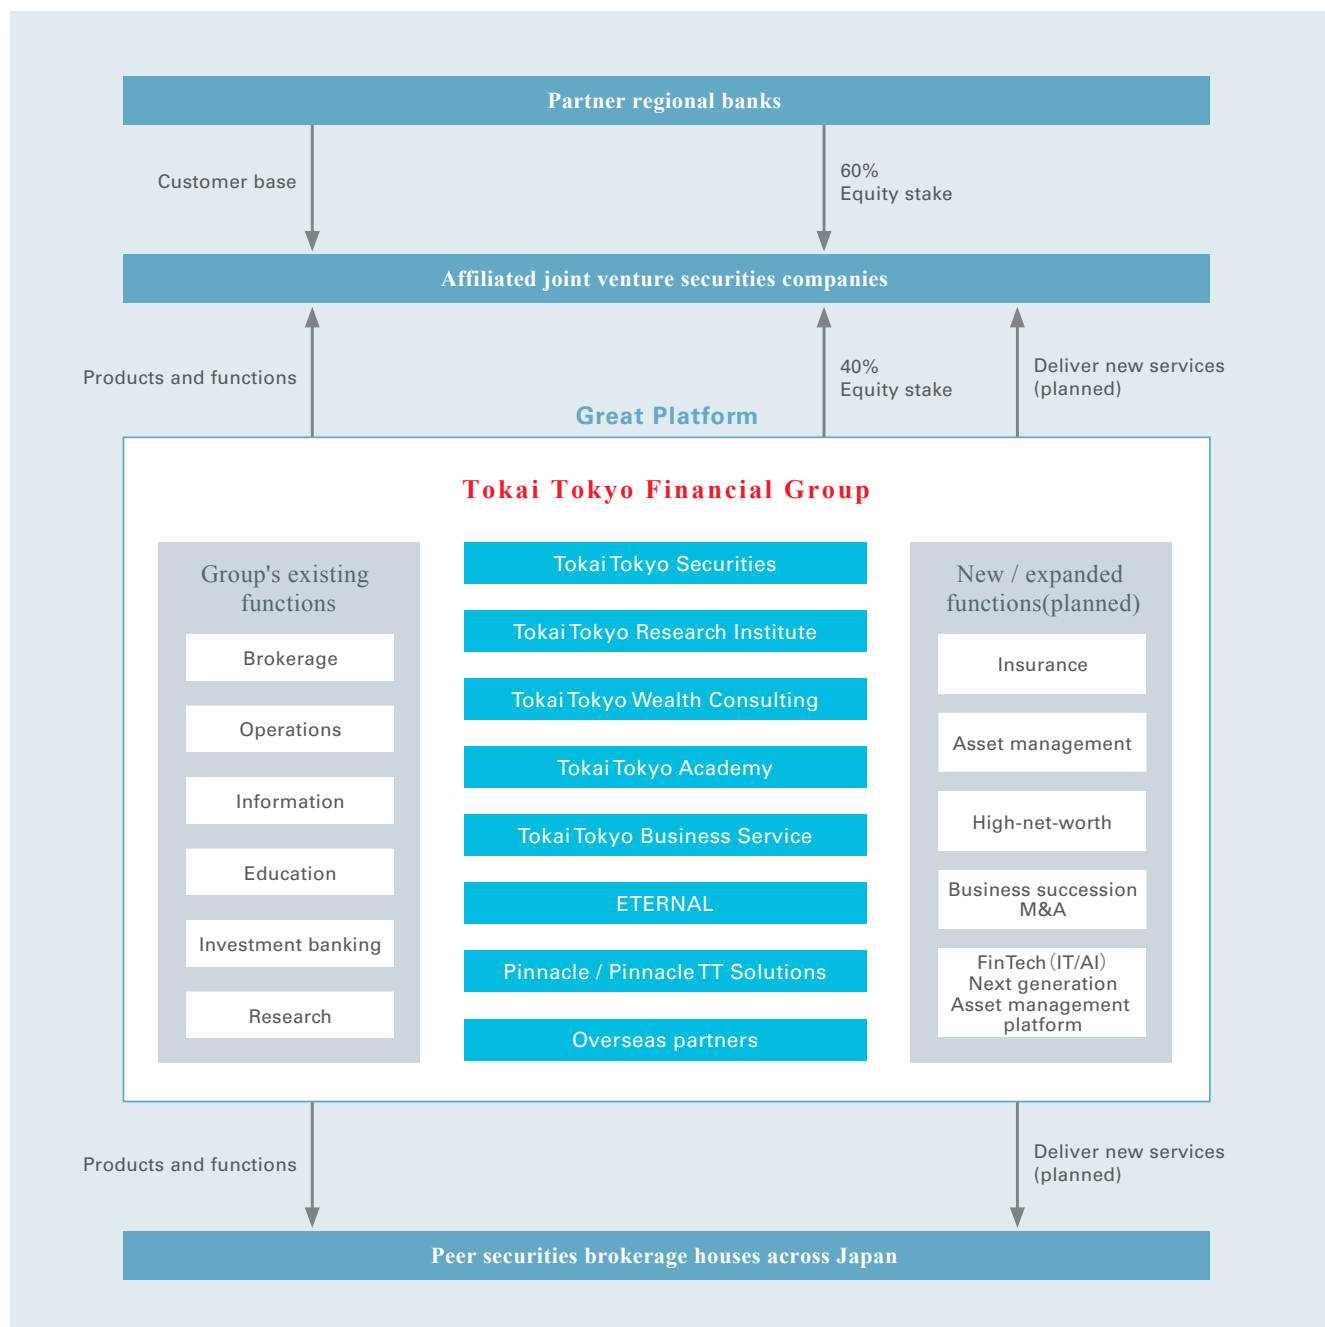 Partner regional banks
Customer base
60%
Equity stake
Affiliated joint venture securities companies
Products and functions
40%
Equity stake
Deliver new services
(planned)
Great Platform
Tokai Tokyo Financial Group
Group's existing
functions
Brokerage
Operations
Information
Education
Investment banking
Research
Tokai Tokyo Securities
Tokai Tokyo Research Institute
Tokai Tokyo Wealth Consulting
Tokai Tokyo Academy
Tokai Tokyo Business Service
ETERNAL
Pinnacle / Pinnacle TT Solutions
Overseas partners
New / expanded
functions(planned)
Insurance
Asset management
High-net-worth
Business succession
M&A
FinTech（IT/AI）
Next generation
Asset management
platform
Products and functions
Deliver new services
(planned)
Peer securities brokerage houses across Japan